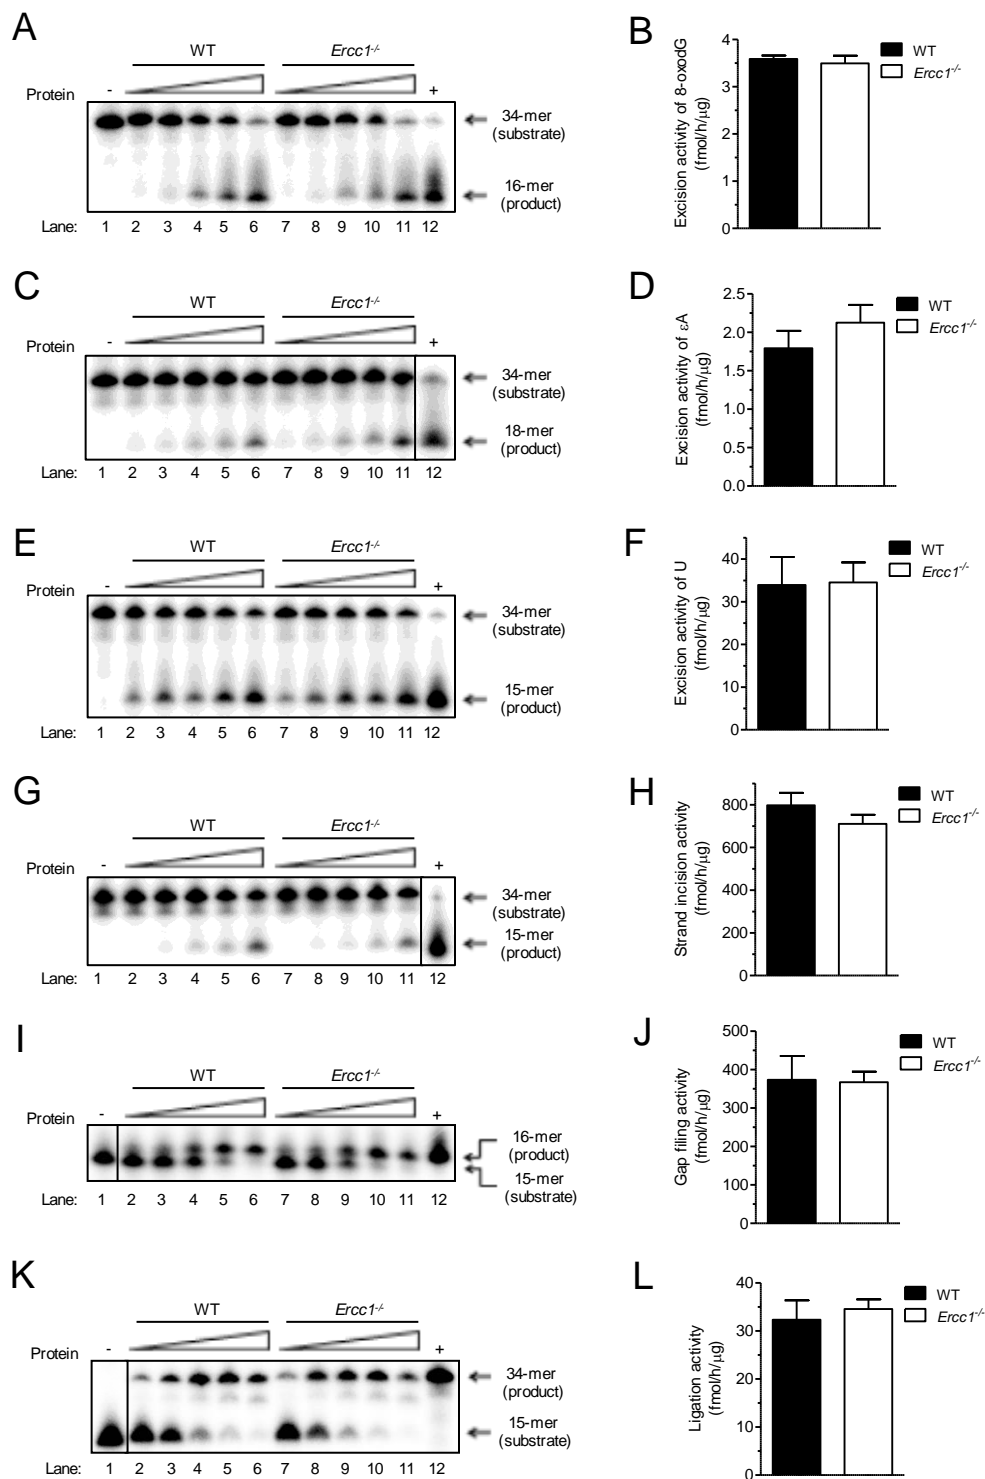 A
WT Ercc1-/-
Protein - +
34-mer
(substrate)
16-mer
(product)
Lane: 1 2 3 4 5 6 7 8 9 10 11 12
B
Excision activity of 8-oxodG
(fmol/h/µg)
4
3
2
1
0
WT
Ercc1-/-
C
WT Ercc1-/-
Protein - +
34-mer
(substrate)
18-mer
(product)
Lane: 1 2 3 4 5 6 7 8 9 10 11 12
D
Excision activity of εA
(fmol/h/µg)
2.5
2.0
1.5
1.0
0.5
0.0
WT
Ercc1-/-
E
WT Ercc1-/-
Protein - +
34-mer
(substrate)
15-mer
(product)
Lane: 1 2 3 4 5 6 7 8 9 10 11 12
F
Excision activity of U
(fmol/h/µg)
40
30
20
10
0
WT
Ercc1-/-
G
WT Ercc1-/-
Protein - +
34-mer
(substrate)
15-mer
(product)
Lane: 1 2 3 4 5 6 7 8 9 10 11 12
H
Strand incision activity
(fmol/h/µg)
800
600
400
200
0
WT
Ercc1-/-
I
WT Ercc1-/-
Protein - +
16-mer
(product)
15-mer
(substrate)
Lane: 1 2 3 4 5 6 7 8 9 10 11 12
J
Gap filing activity
(fmol/h/µg)
500
400
300
200
100
0
WT
Ercc1-/-
K
WT Ercc1-/-
Protein - +
34-mer
(product)
15-mer
(substrate)
Lane: 1 2 3 4 5 6 7 8 9 10 11 12
L
Ligation activity
(fmol/h/µg)
40
30
20
10
0
WT
Ercc1-/-